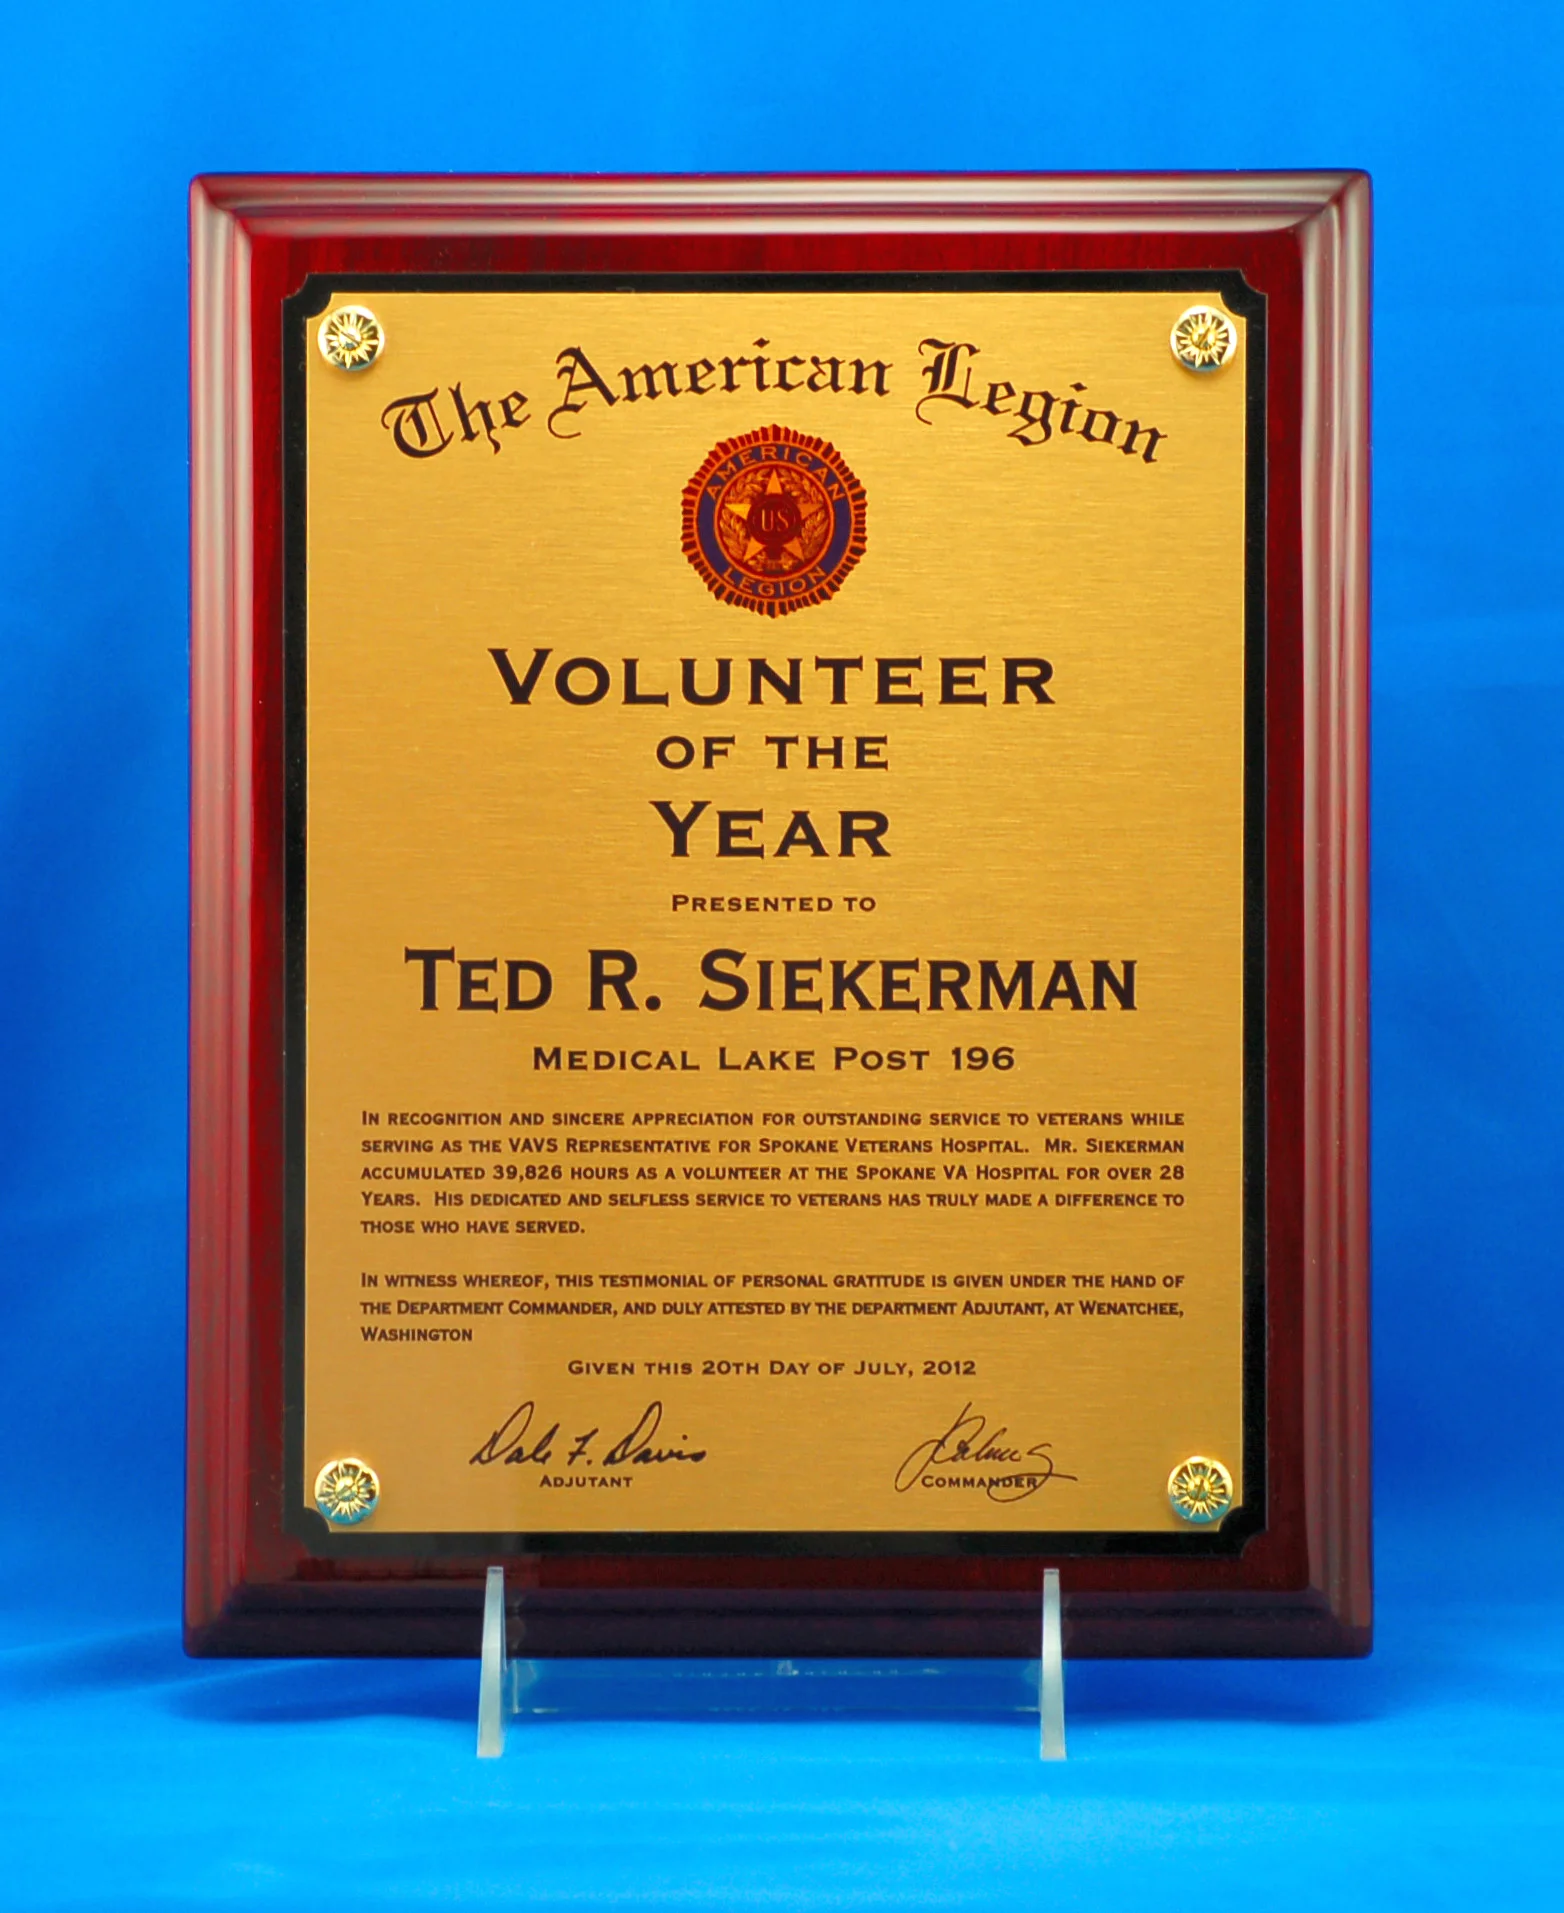 The American Legion
AMERICAN
US
LEGION
VOLUNTEER
OF THE
YEAR
PRESENTED TO
TED R. SIEKERMAN
MEDICAL LAKE POST 196
IN RECOGNITION AND SINCERE APPRECIATION FOR OUTSTANDING SERVICE TO VETERANS WHILE
SERVING AS THE VAVS REPRESENTATIVE FOR SPOKANE VETERANS HOSPITAL. MR. SIEKERMAN
ACCUMULATED 39,826 HOURS AS A VOLUNTEER AT THE SPOKANE VA HOSPITAL FOR OVER 28
YEARS. HIS DEDICATED AND SELFLESS SERVICE TO VETERANS HAS TRULY MADE A DIFFERENCE TO
THOSE WHO HAVE SERVED.
IN WITNESS WHEREOF, THIS TESTIMONIAL OF PERSONAL GRATITUDE IS GIVEN UNDER THE HAND OF
THE DEPARTMENT COMMANDER, AND DULY ATTESTED BY THE DEPARTMENT ADJUTANT, AT WENATCHEE,
WASHINGTON
GIVEN THIS 20TH DAY OF JULY, 2012
Dale F. Davis
ADJUTANT
COMMANDER